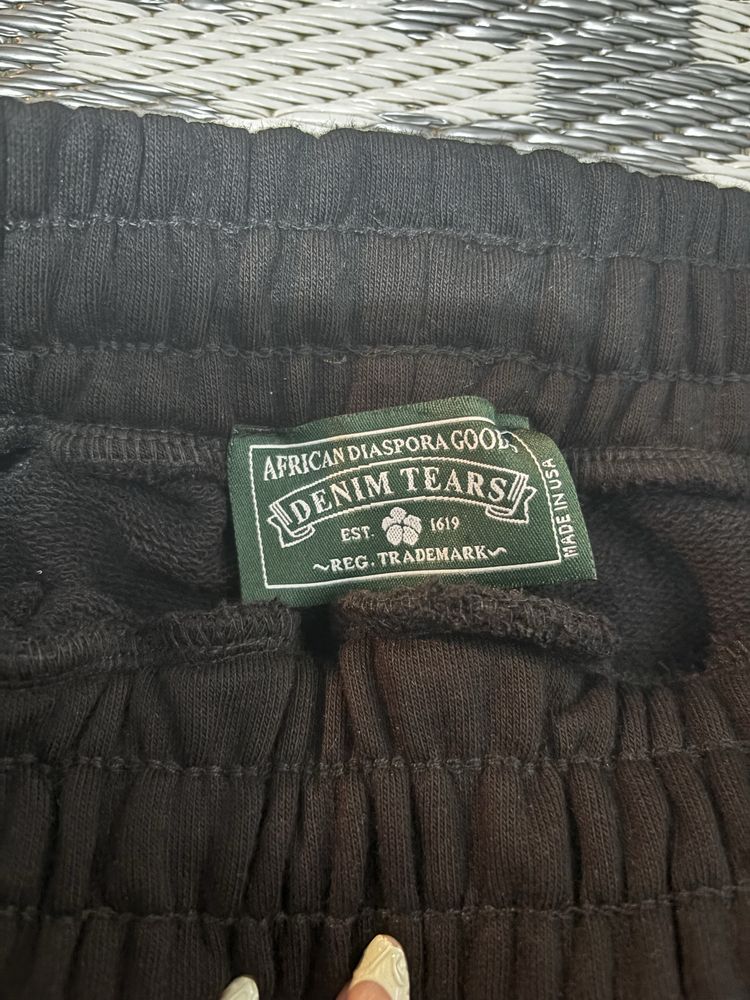 AFRICAN DIASPORA GOODS
DENIM TEARS
EST. 1619
~REG. TRADEMARK~
MADE IN USA